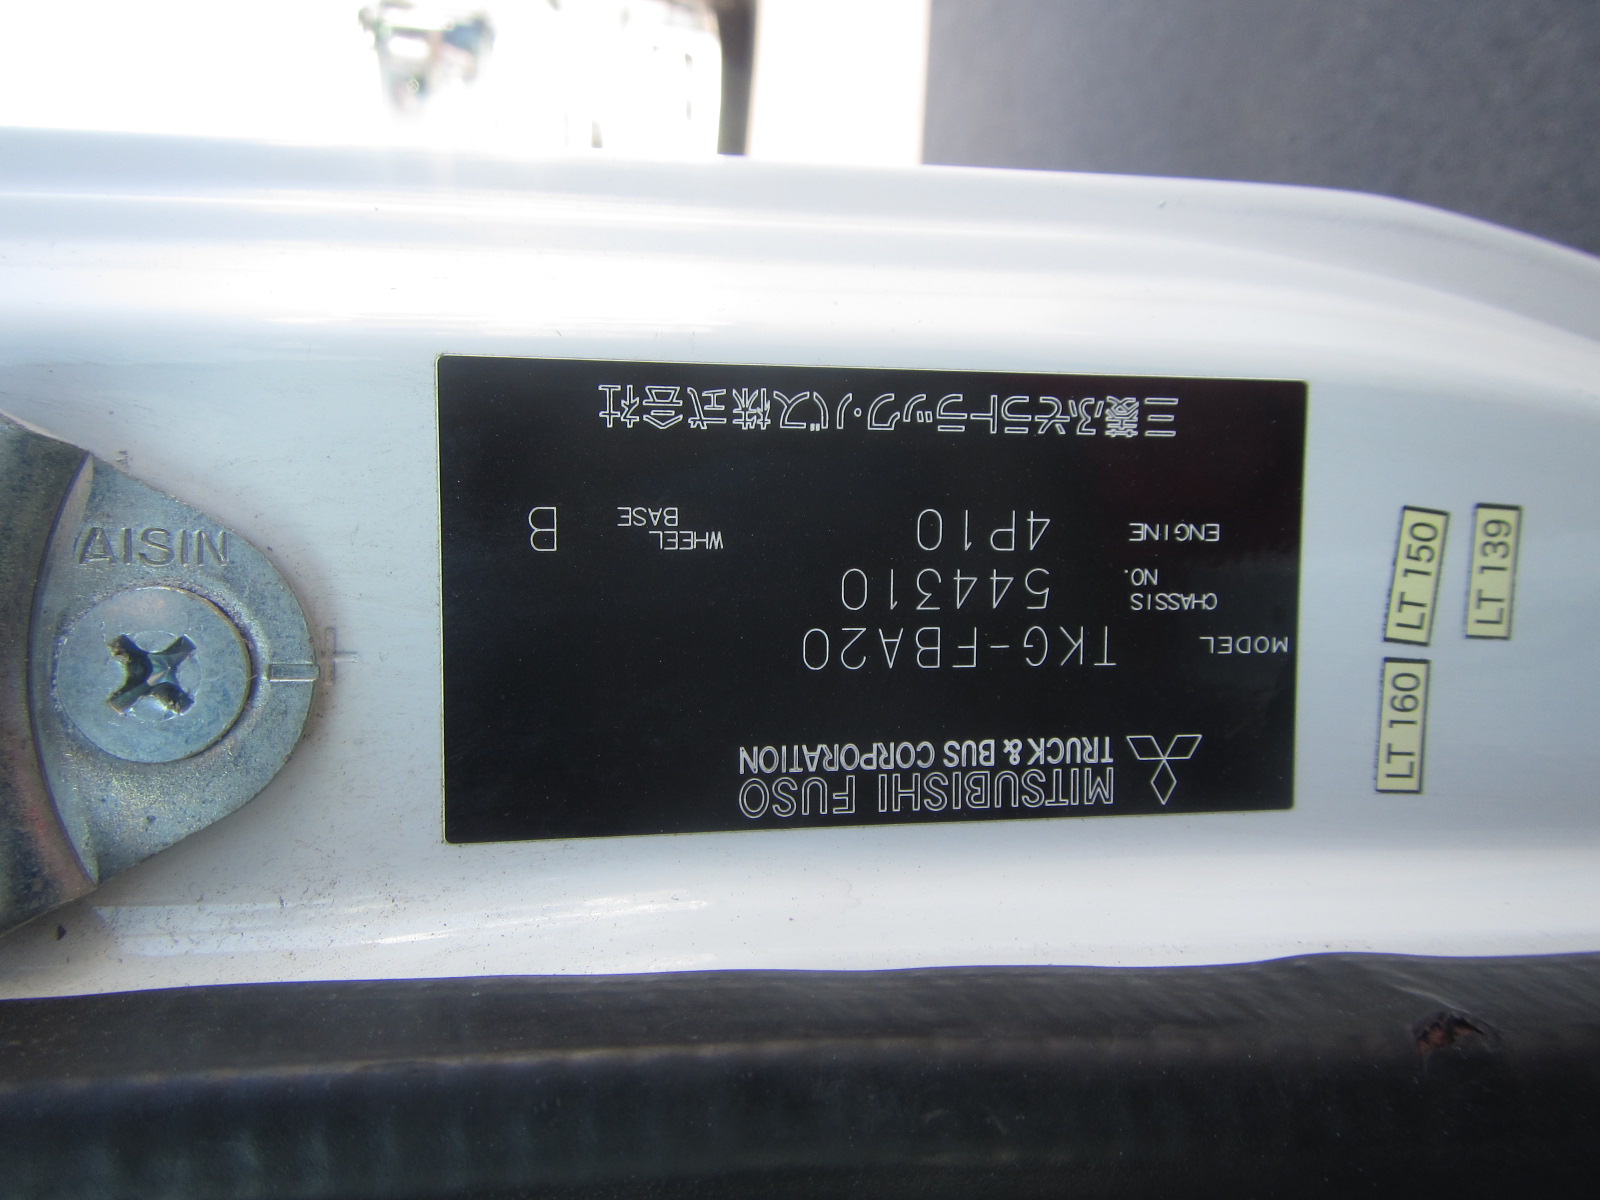 MITSUBISHI FUSO
TRUCK & BUS CORPORATION
MODEL TKG-FBA20
CHASSIS NO. 544310
ENGINE 4P10 WHEEL BASE B
三菱ふそうトラック・バス株式会社
LT 160
LT 150
LT 139
AISIN